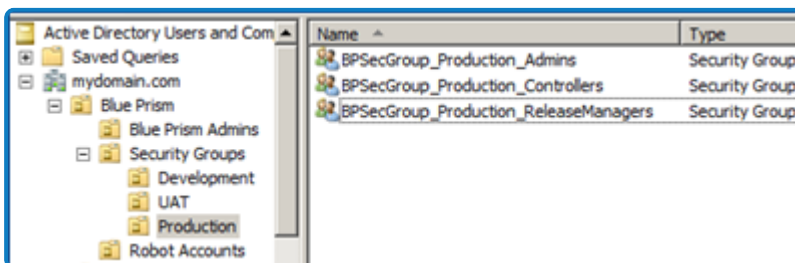 Active Directory Users and Com
Saved Queries
mydomain.com
Blue Prism
Blue Prism Admins
Security Groups
Development
UAT
Production
Robot Accounts
Name Type
BPSecGroup_Production_Admins Security Group
BPSecGroup_Production_Controllers Security Group
BPSecGroup_Production_ReleaseManagers Security Group